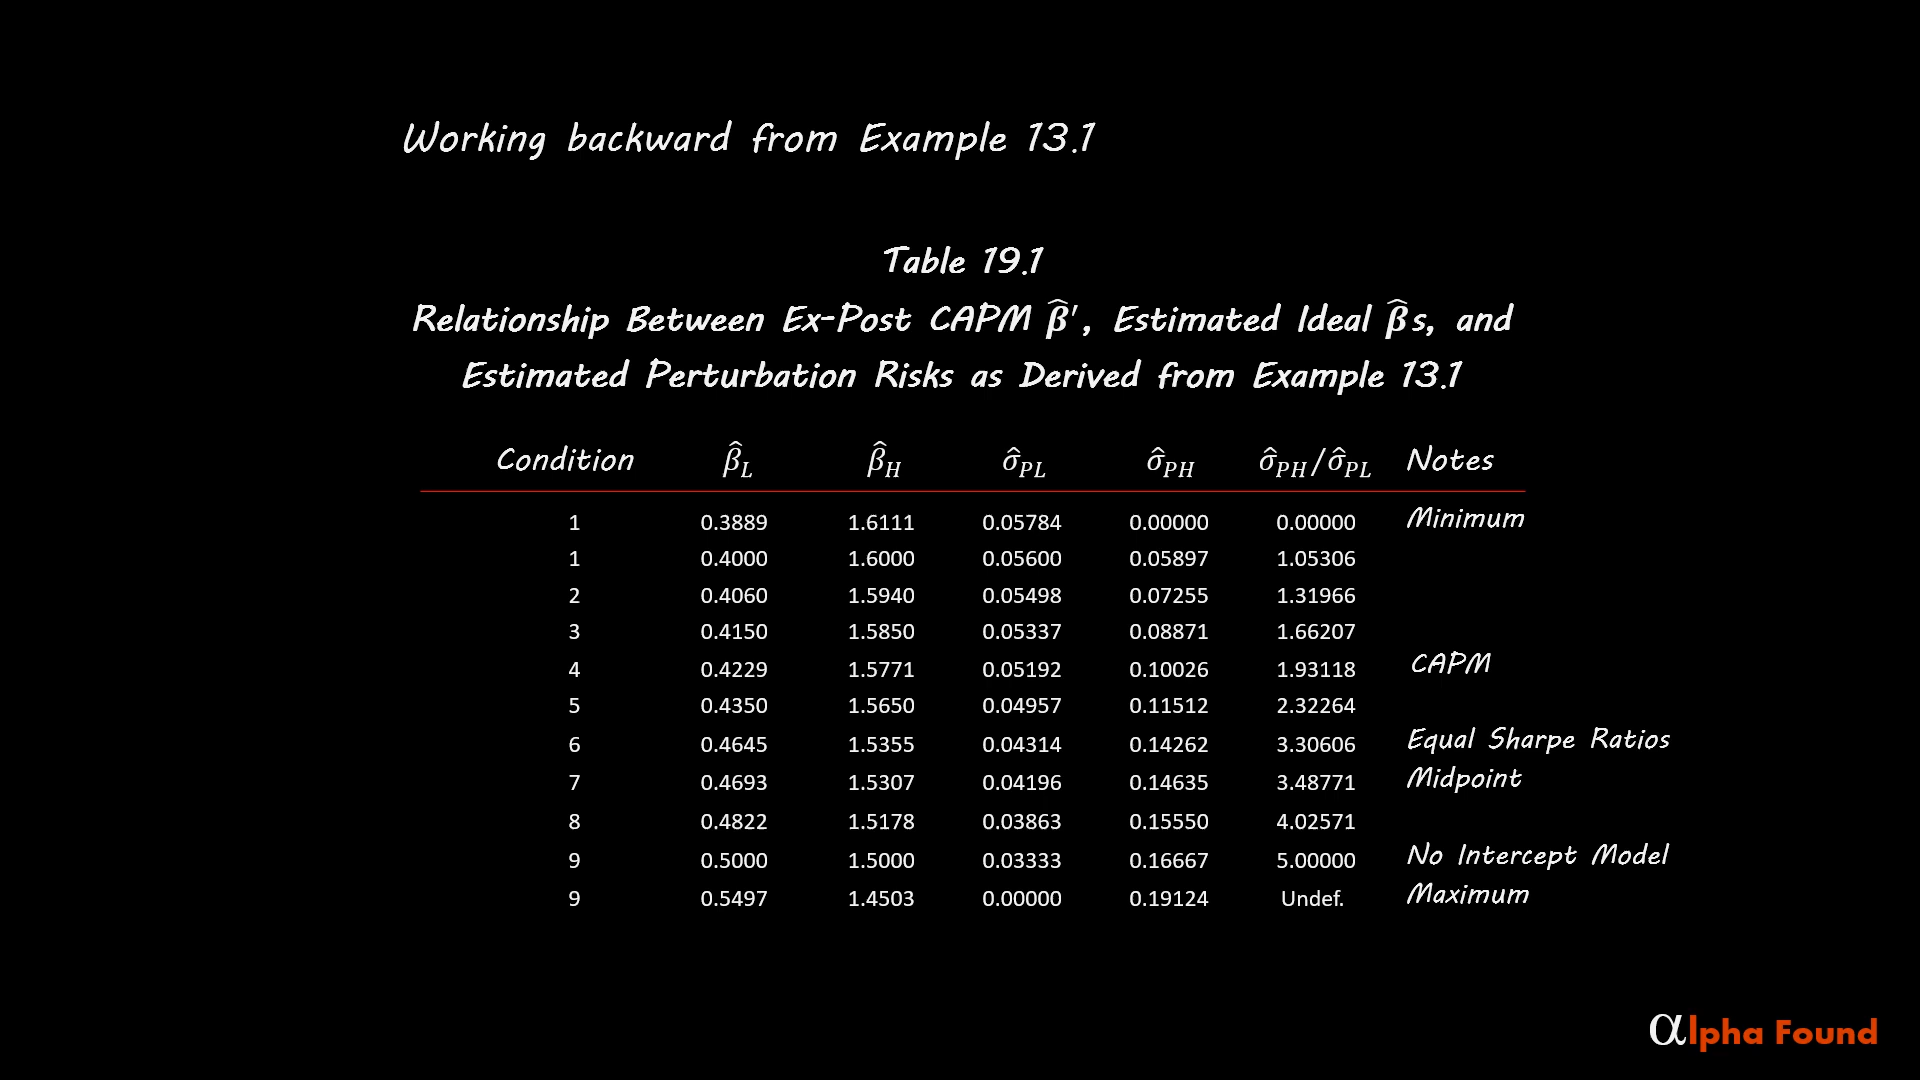 Working backward from Example 13.1
Table 19.1
Relationship Between Ex-Post CAPM β̂′, Estimated Ideal β̂s, and
Estimated Perturbation Risks as Derived from Example 13.1
Condition β̂L β̂H σ̂PL σ̂PH σ̂PH/σ̂PL Notes
1 0.3889 1.6111 0.05784 0.00000 0.00000 Minimum
1 0.4000 1.6000 0.05600 0.05897 1.05306
2 0.4060 1.5940 0.05498 0.07255 1.31966
3 0.4150 1.5850 0.05337 0.08871 1.66207
4 0.4229 1.5771 0.05192 0.10026 1.93118 CAPM
5 0.4350 1.5650 0.04957 0.11512 2.32264
6 0.4645 1.5355 0.04314 0.14262 3.30606 Equal Sharpe Ratios
7 0.4693 1.5307 0.04196 0.14635 3.48771 Midpoint
8 0.4822 1.5178 0.03863 0.15550 4.02571
9 0.5000 1.5000 0.03333 0.16667 5.00000 No Intercept Model
9 0.5497 1.4503 0.00000 0.19124 Undef. Maximum
αlpha Found